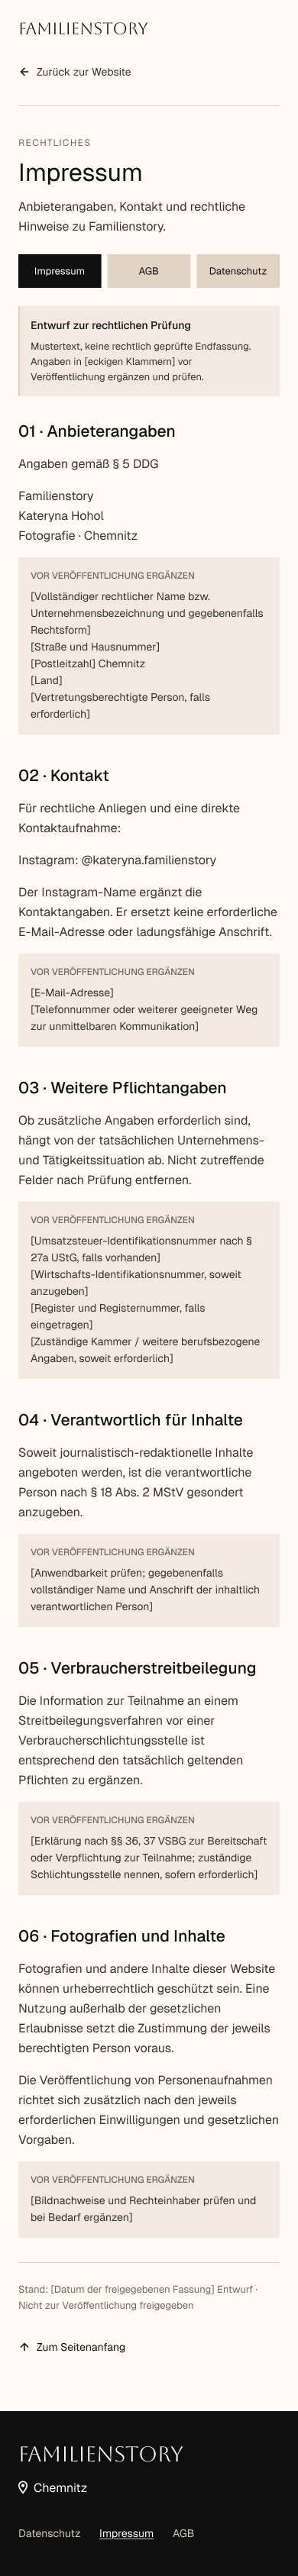 FAMILIENSTORY
← Zurück zur Website
RECHTLICHES
Impressum
Anbieterangaben, Kontakt und rechtliche
Hinweise zu Familienstory.
Impressum
AGB
Datenschutz
Entwurf zur rechtlichen Prüfung
Mustertext, keine rechtlich geprüfte Endfassung.
Angaben in [eckigen Klammern] vor
Veröffentlichung ergänzen und prüfen.
01 · Anbieterangaben
Angaben gemäß § 5 DDG
Familienstory
Kateryna Hohol
Fotografie · Chemnitz
VOR VERÖFFENTLICHUNG ERGÄNZEN
[Vollständiger rechtlicher Name bzw.
Unternehmensbezeichnung und gegebenenfalls
Rechtsform]
[Straße und Hausnummer]
[Postleitzahl] Chemnitz
[Land]
[Vertretungsberechtigte Person, falls
erforderlich]
02 · Kontakt
Für rechtliche Anliegen und eine direkte
Kontaktaufnahme:
Instagram: @kateryna.familienstory
Der Instagram-Name ergänzt die
Kontaktangaben. Er ersetzt keine erforderliche
E-Mail-Adresse oder ladungsfähige Anschrift.
VOR VERÖFFENTLICHUNG ERGÄNZEN
[E-Mail-Adresse]
[Telefonnummer oder weiterer geeigneter Weg
zur unmittelbaren Kommunikation]
03 · Weitere Pflichtangaben
Ob zusätzliche Angaben erforderlich sind,
hängt von der tatsächlichen Unternehmens-
und Tätigkeitssituation ab. Nicht zutreffende
Felder nach Prüfung entfernen.
VOR VERÖFFENTLICHUNG ERGÄNZEN
[Umsatzsteuer-Identifikationsnummer nach §
27a UStG, falls vorhanden]
[Wirtschafts-Identifikationsnummer, soweit
anzugeben]
[Register und Registernummer, falls
eingetragen]
[Zuständige Kammer / weitere berufsbezogene
Angaben, soweit erforderlich]
04 · Verantwortlich für Inhalte
Soweit journalistisch-redaktionelle Inhalte
angeboten werden, ist die verantwortliche
Person nach § 18 Abs. 2 MStV gesondert
anzugeben.
VOR VERÖFFENTLICHUNG ERGÄNZEN
[Anwendbarkeit prüfen; gegebenenfalls
vollständiger Name und Anschrift der inhaltlich
verantwortlichen Person]
05 · Verbraucherstreitbeilegung
Die Information zur Teilnahme an einem
Streitbeilegungsverfahren vor einer
Verbraucherschlichtungsstelle ist
entsprechend den tatsächlich geltenden
Pflichten zu ergänzen.
VOR VERÖFFENTLICHUNG ERGÄNZEN
[Erklärung nach §§ 36, 37 VSBG zur Bereitschaft
oder Verpflichtung zur Teilnahme; zuständige
Schlichtungsstelle nennen, sofern erforderlich]
06 · Fotografien und Inhalte
Fotografien und andere Inhalte dieser Website
können urheberrechtlich geschützt sein. Eine
Nutzung außerhalb der gesetzlichen
Erlaubnisse setzt die Zustimmung der jeweils
berechtigten Person voraus.
Die Veröffentlichung von Personenaufnahmen
richtet sich zusätzlich nach den jeweils
erforderlichen Einwilligungen und gesetzlichen
Vorgaben.
VOR VERÖFFENTLICHUNG ERGÄNZEN
[Bildnachweise und Rechteinhaber prüfen und
bei Bedarf ergänzen]
Stand: [Datum der freigegebenen Fassung] Entwurf ·
Nicht zur Veröffentlichung freigegeben
↑ Zum Seitenanfang
FAMILIENSTORY
Chemnitz
Datenschutz Impressum AGB